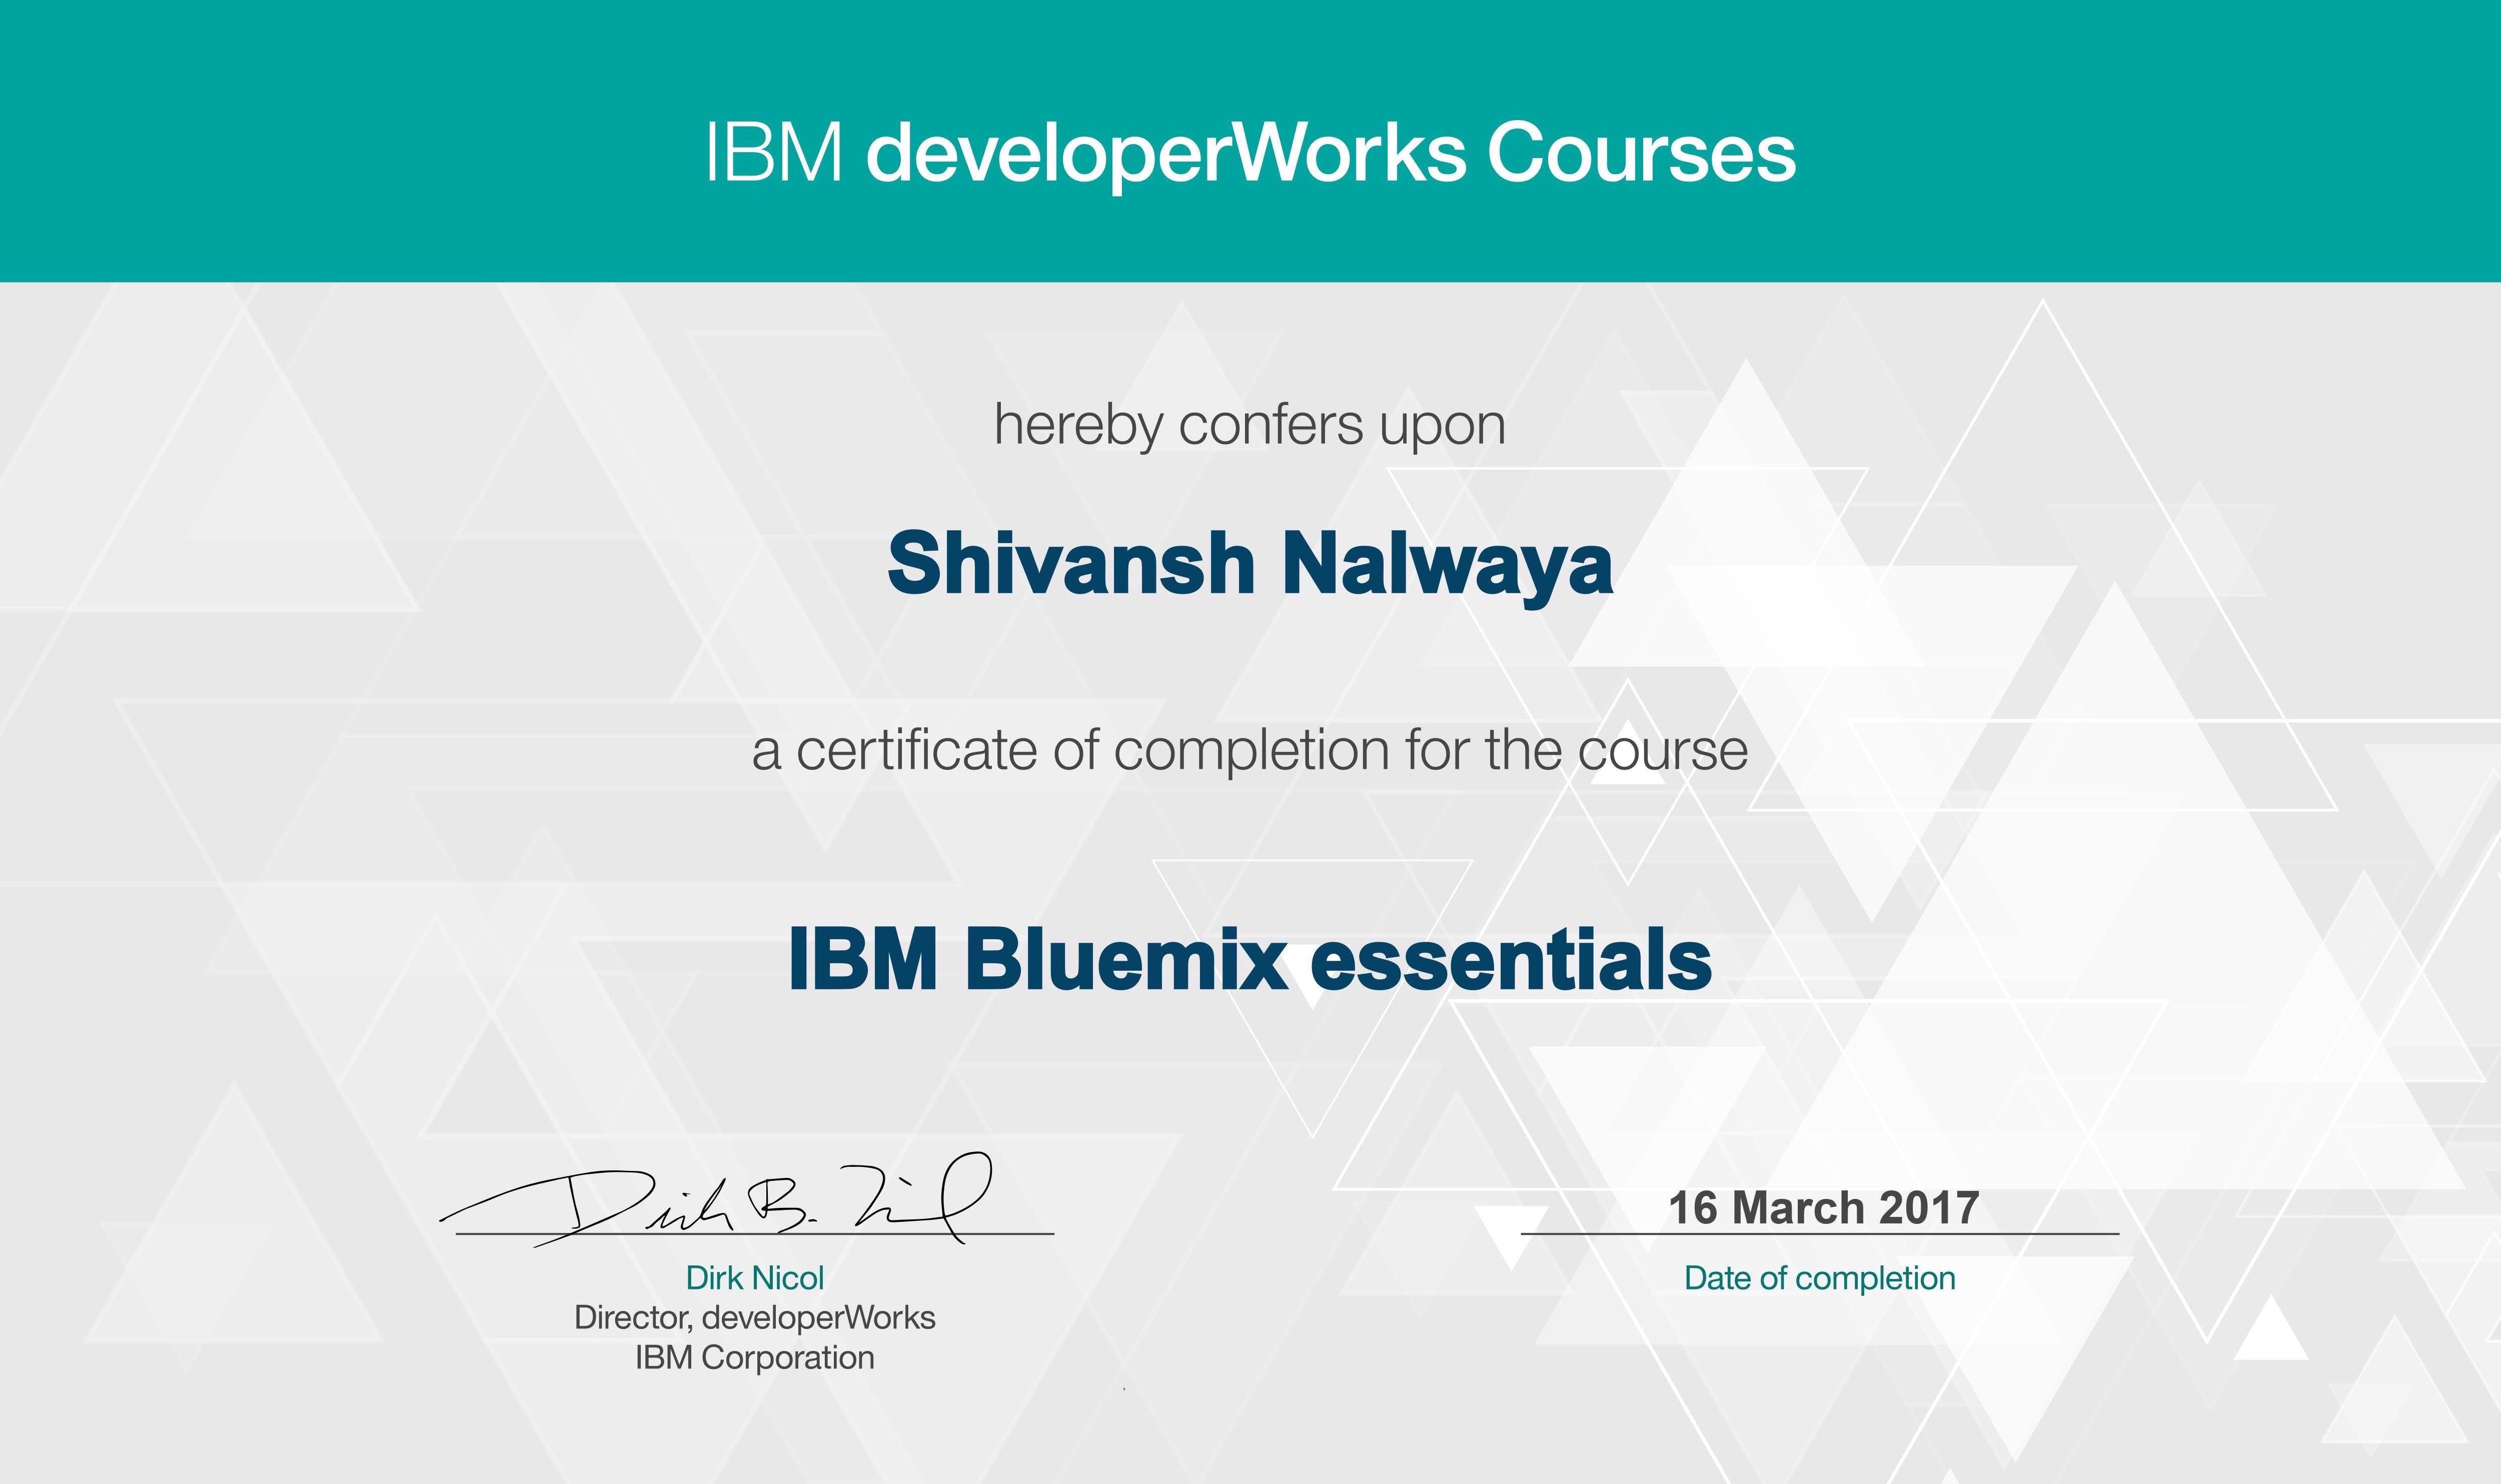 IBM developerWorks Courses
hereby confers upon
Shivansh Nalwaya
a certificate of completion for the course
IBM Bluemix essentials
Dirk B. Nicol
16 March 2017
Dirk Nicol
Date of completion
Director, developerWorks
IBM Corporation